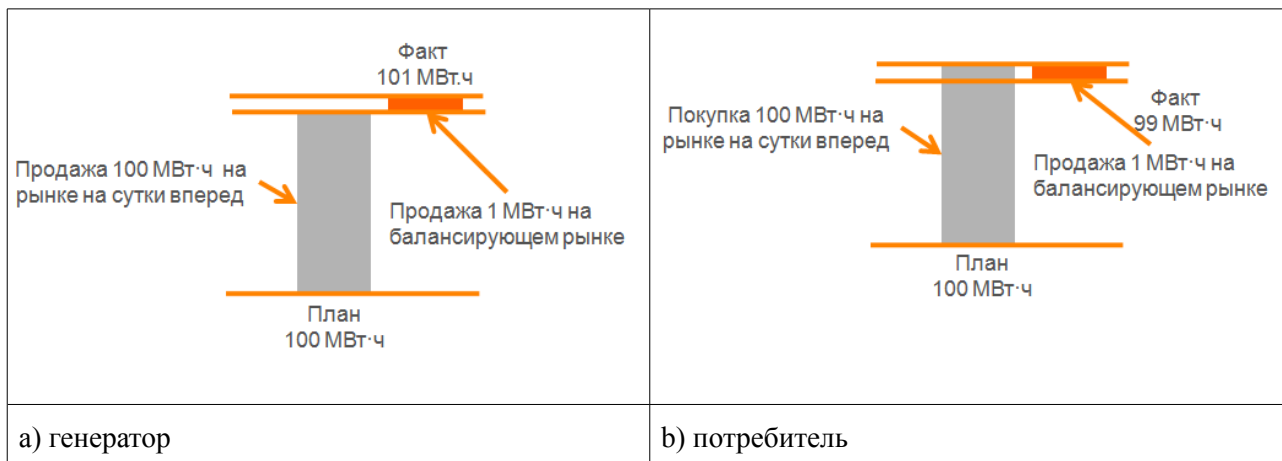 Факт
101 МВт.ч
Продажа 100 МВт·ч на
рынке на сутки вперед
Продажа 1 МВт·ч на
балансирующем рынке
План
100 МВт·ч
a) генератор
Покупка 100 МВт·ч на
рынке на сутки вперед
Факт
99 МВт·ч
Продажа 1 МВт·ч на
балансирующем рынке
План
100 МВт·ч
b) потребитель